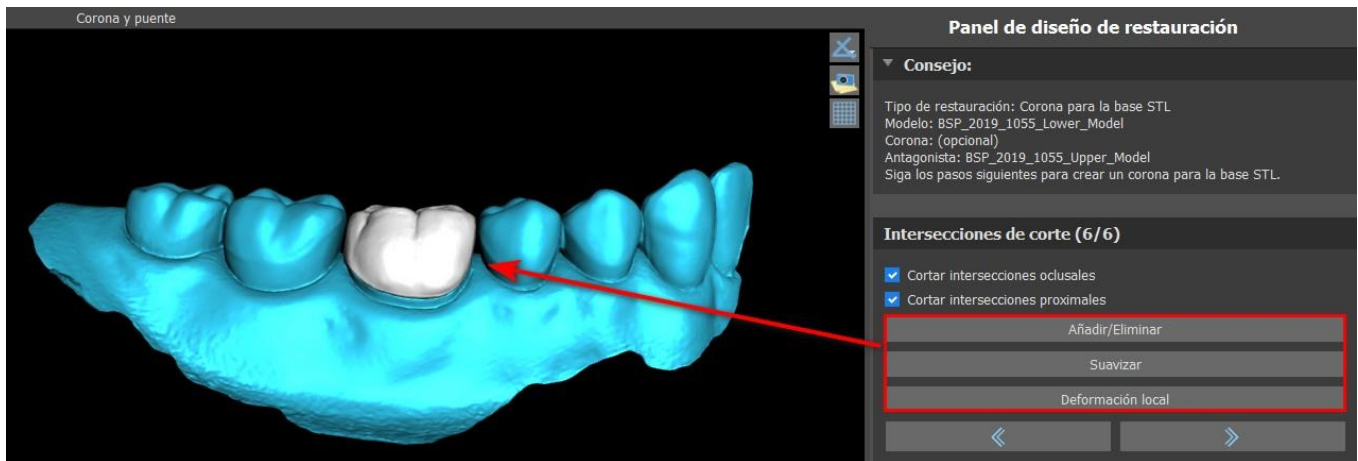 Corona y puente
Panel de diseño de restauración
Consejo:
Tipo de restauración: Corona para la base STL
Modelo: BSP_2019_1055_Lower_Model
Corona: (opcional)
Antagonista: BSP_2019_1055_Upper_Model
Siga los pasos siguientes para crear un corona para la base STL.
Intersecciones de corte (6/6)
Cortar intersecciones oclusales
Cortar intersecciones proximales
Añadir/Eliminar
Suavizar
Deformación local